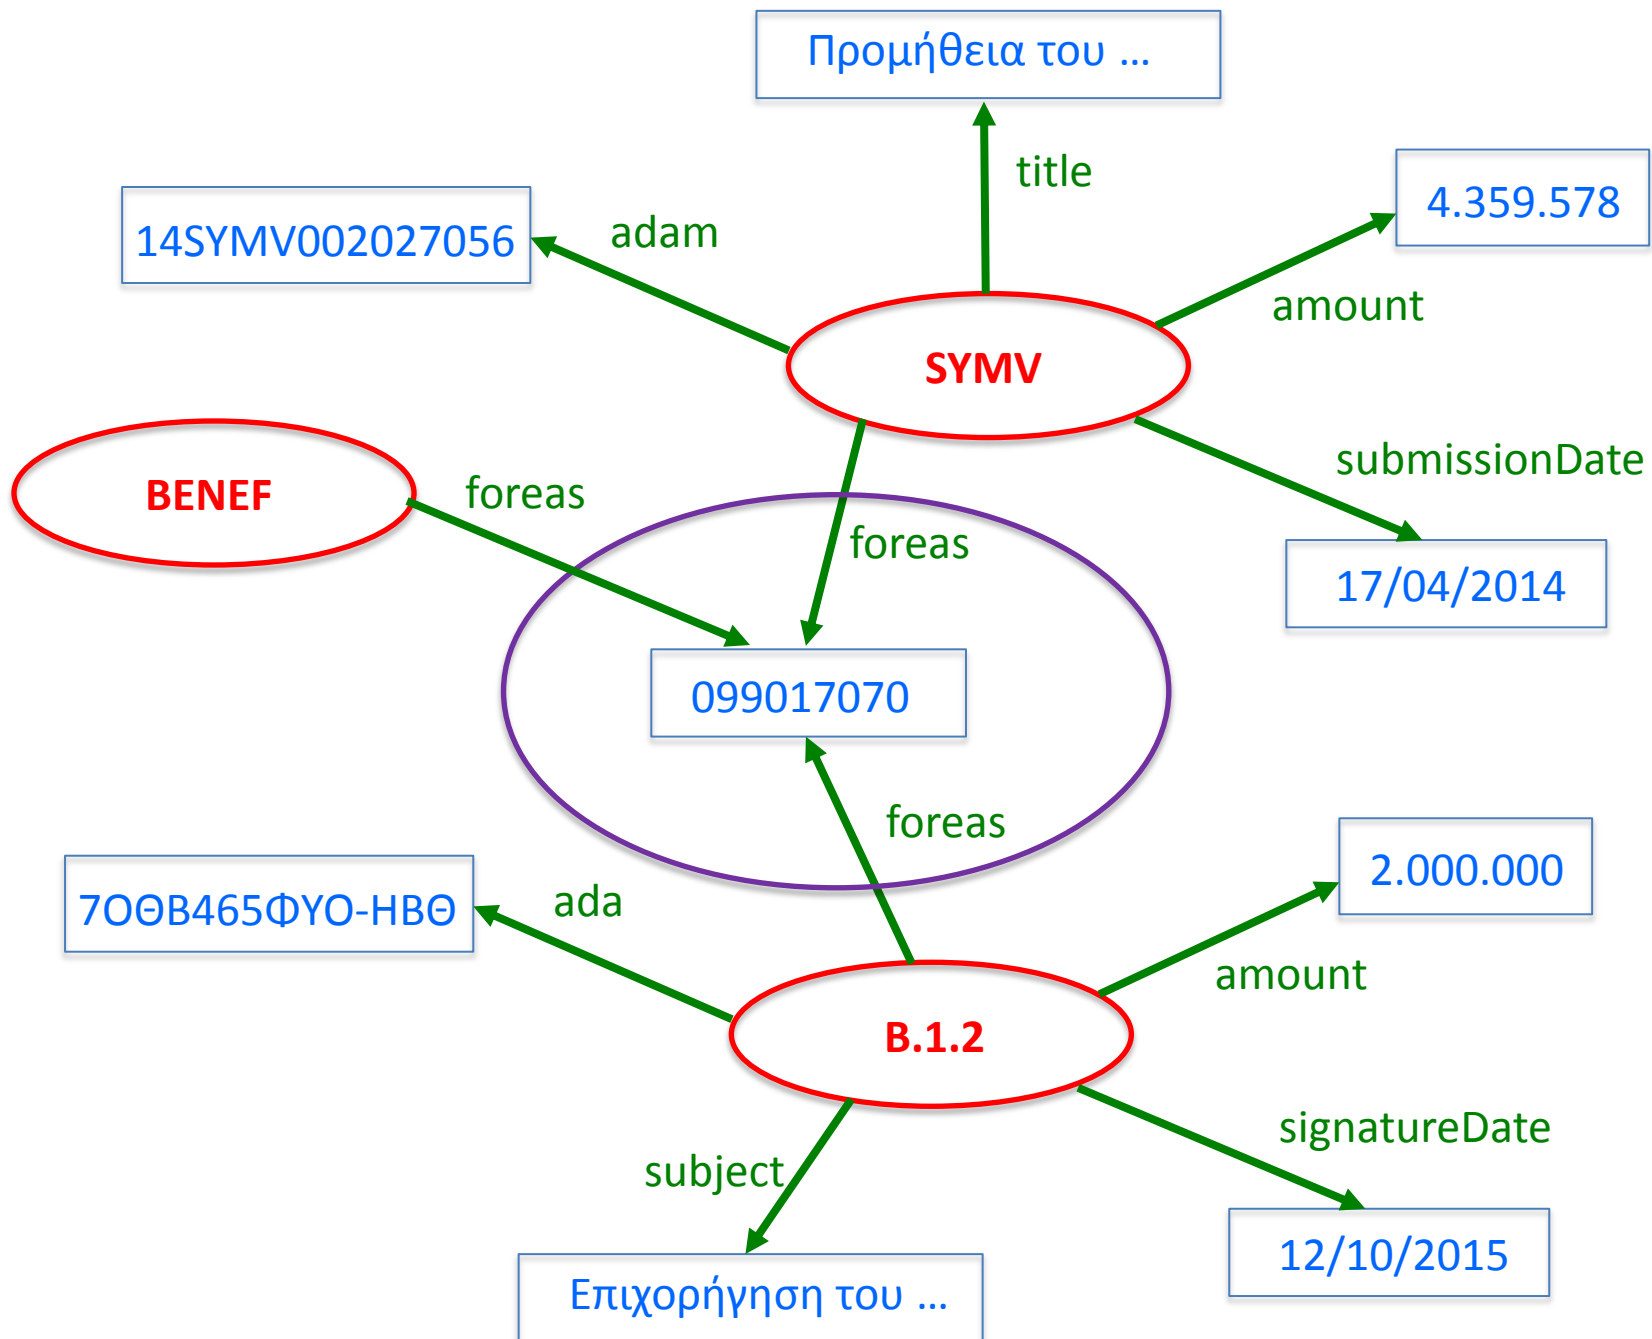 Προμήθεια του ...
title
4.359.578
14SYMV002027056
adam
amount
SYMV
submissionDate
BENEF
foreas
foreas
17/04/2014
099017070
foreas
2.000.000
7ΟΘΒ465ΦΥΟ-ΗΒΘ
ada
amount
B.1.2
signatureDate
subject
12/10/2015
Επιχορήγηση του ...